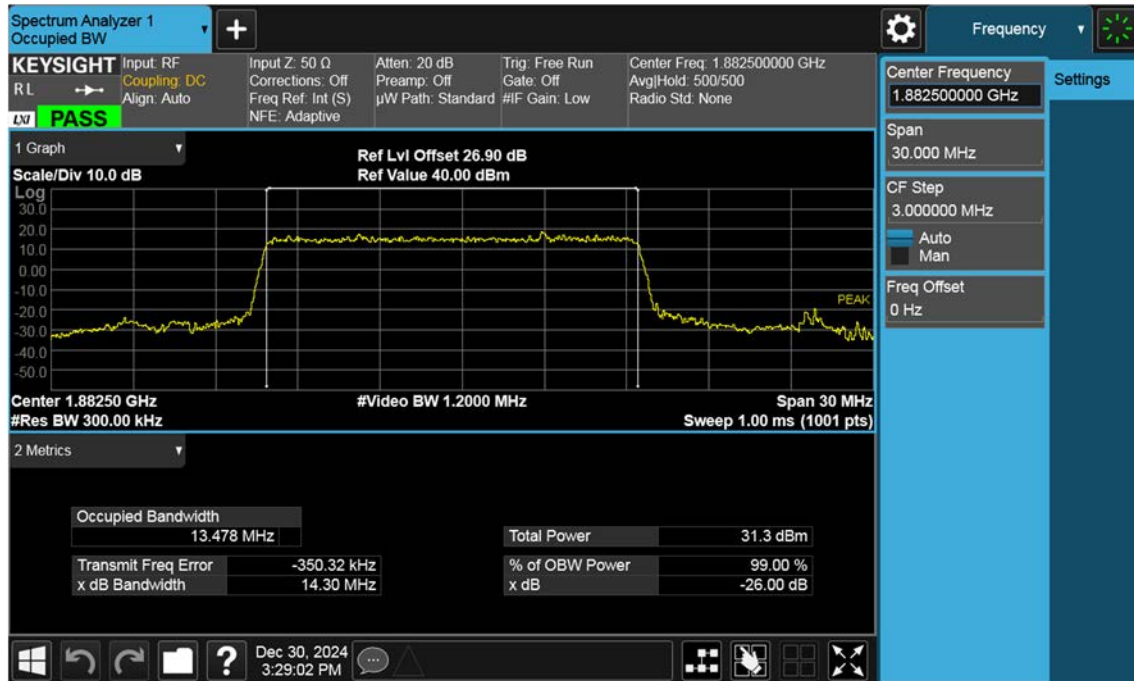 Spectrum Analyzer 1
Occupied BW
+
Frequency
KEYSIGHT
R L
LXI PASS
Input: RF
Coupling: DC
Align: Auto
Input Z: 50 Ω
Corrections: Off
Freq Ref: Int (S)
NFE: Adaptive
Atten: 20 dB
Preamp: Off
µW Path: Standard
Trig: Free Run
Gate: Off
#IF Gain: Low
Center Freq: 1.882500000 GHz
Avg|Hold: 500/500
Radio Std: None
1 Graph
Scale/Div 10.0 dB
Ref Lvl Offset 26.90 dB
Ref Value 40.00 dBm
Log
30.0
20.0
10.0
0.00
-10.0
-20.0
-30.0
-40.0
-50.0
PEAK
Center 1.88250 GHz
#Video BW 1.2000 MHz
Span 30 MHz
#Res BW 300.00 kHz
Sweep 1.00 ms (1001 pts)
2 Metrics
Occupied Bandwidth
13.478 MHz
Transmit Freq Error -350.32 kHz
x dB Bandwidth 14.30 MHz
Total Power 31.3 dBm
% of OBW Power 99.00 %
x dB -26.00 dB
Center Frequency
1.882500000 GHz
Settings
Span
30.000 MHz
CF Step
3.000000 MHz
Auto
Man
Freq Offset
0 Hz
?
Dec 30, 2024
3:29:02 PM